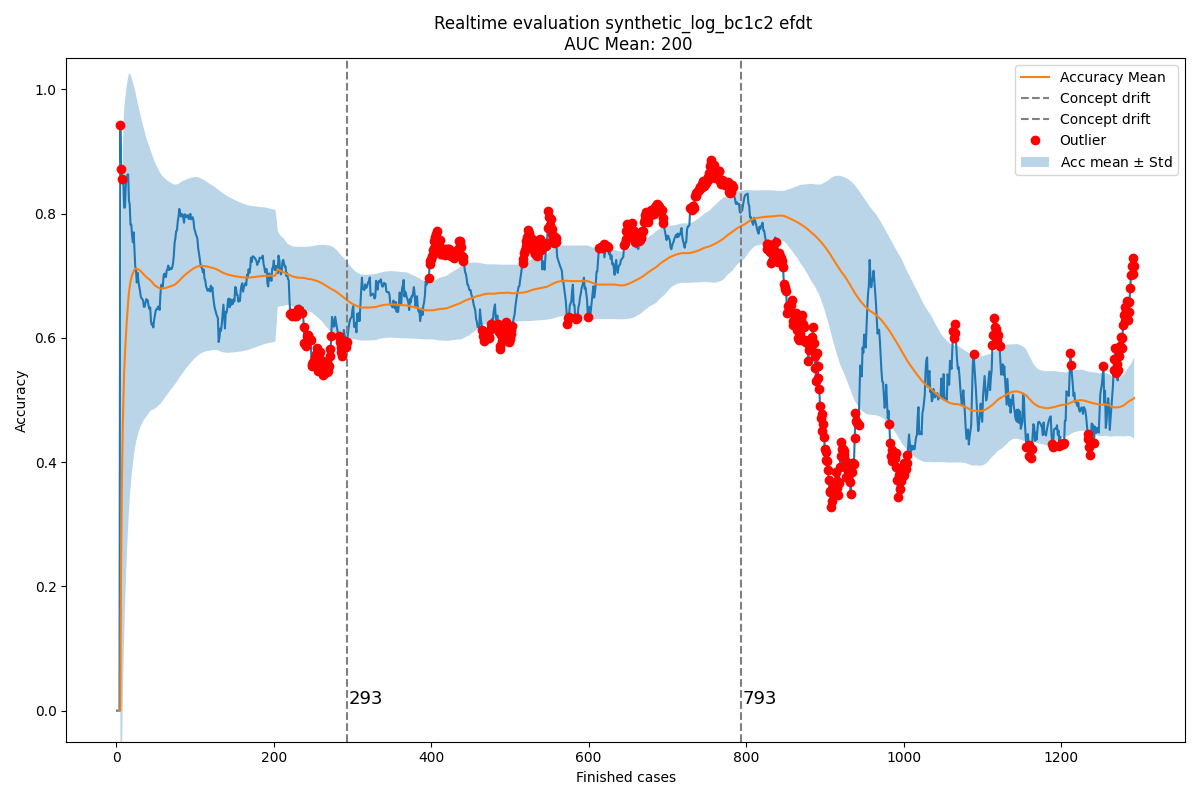 Realtime evaluation synthetic_log_bc1c2 efdt
AUC Mean: 200
Accuracy Mean
Concept drift
Concept drift
Outlier
Acc mean ± Std
1.0
0.8
0.6
0.4
0.2
0.0
Accuracy
293
793
0
200
400
600
800
1000
1200
Finished cases